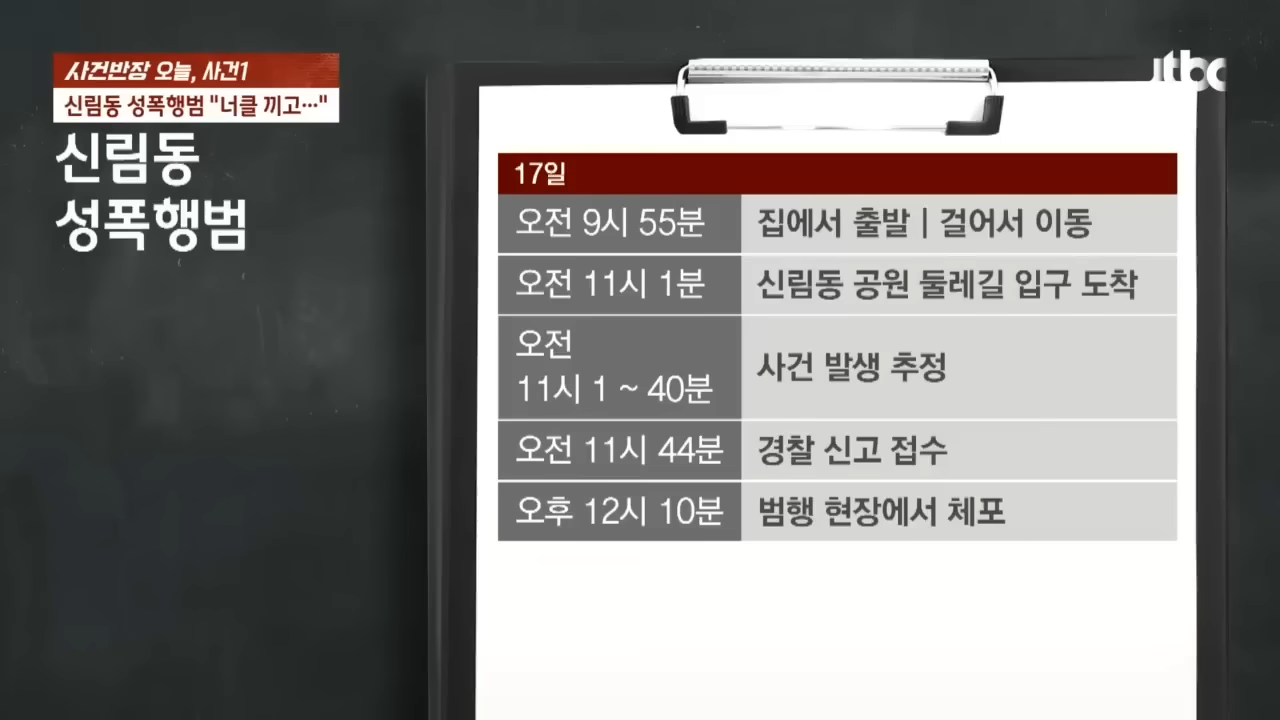 사건반장 오늘, 사건1
신림동 성폭행범 "너클 끼고…"
신림동
성폭행범
jtbc
17일
오전 9시 55분 집에서 출발 | 걸어서 이동
오전 11시 1분 신림동 공원 둘레길 입구 도착
오전
11시 1 ~ 40분 사건 발생 추정
오전 11시 44분 경찰 신고 접수
오후 12시 10분 범행 현장에서 체포